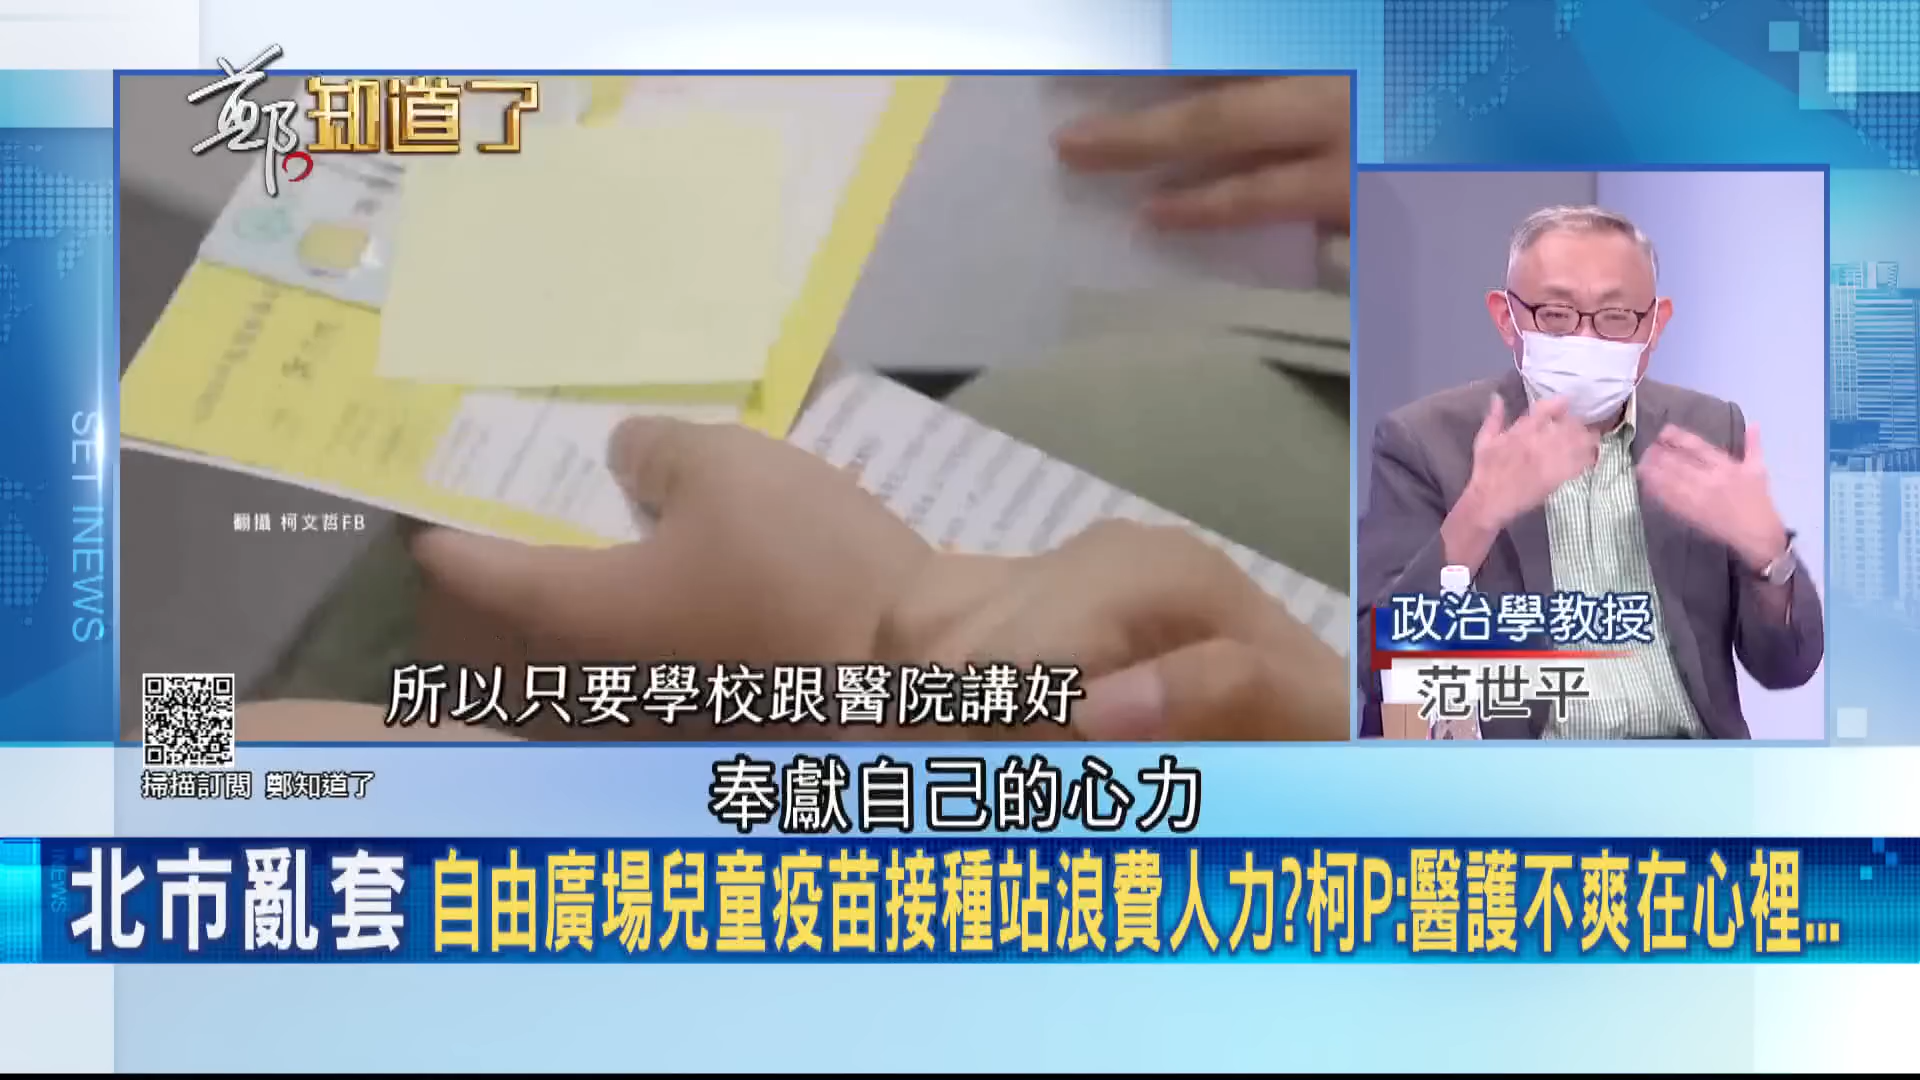 鄭知道了
SET iNEWS
翻攝 柯文哲FB
所以只要學校跟醫院講好
政治學教授
范世平
掃描訂閱 鄭知道了
奉獻自己的心力
北市亂套 自由廣場兒童疫苗接種站浪費人力?柯P:醫護不爽在心裡...